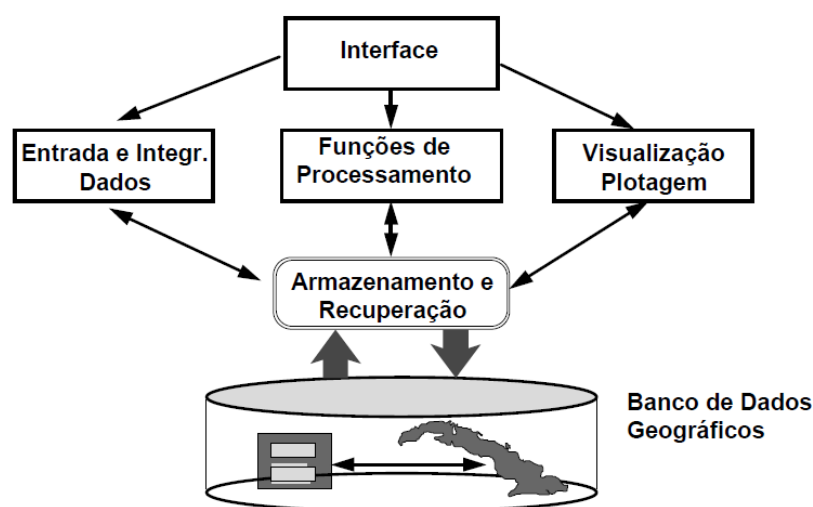 Interface
Entrada e Integr.
Dados
Funções de
Processamento
Visualização
Plotagem
Armazenamento e
Recuperação
Banco de Dados
Geográficos